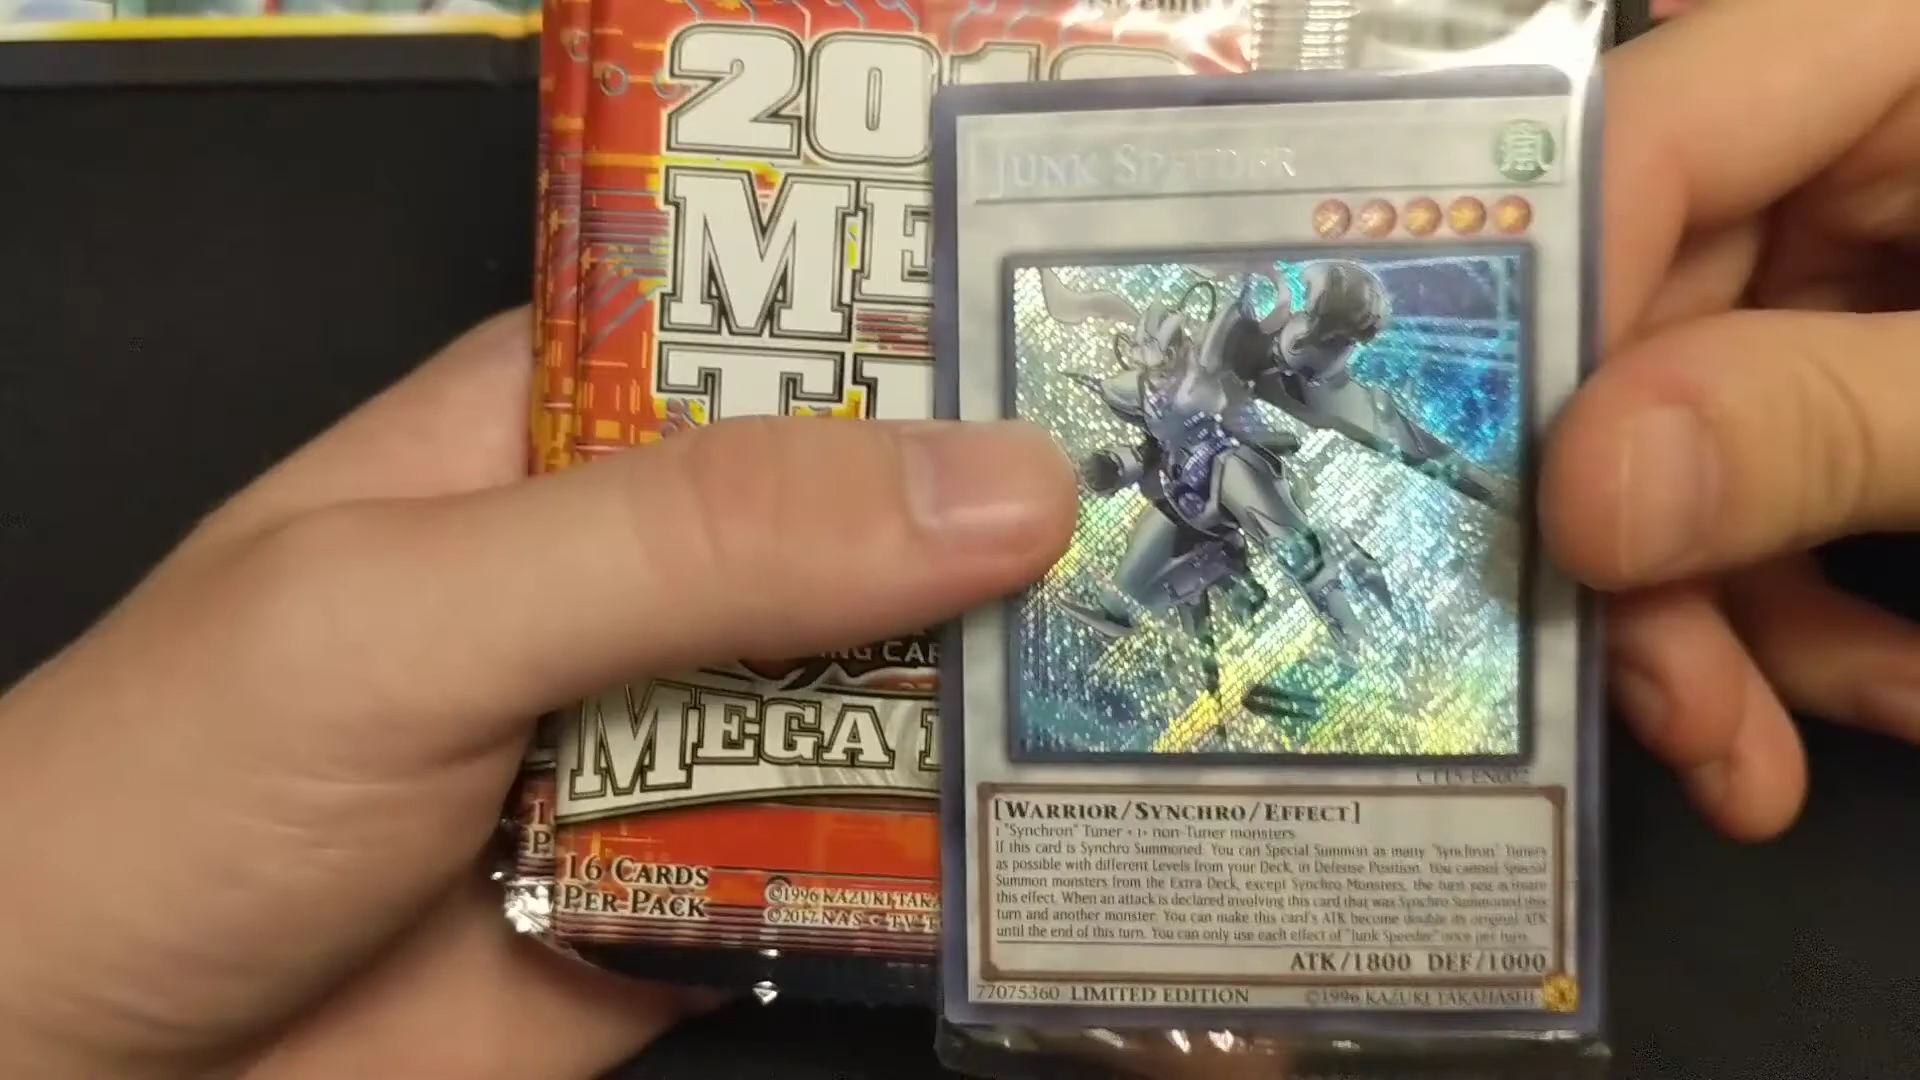 JUNK SPEEDER
MEGA
16 CARDS
PER PACK
©1996 KAZUKI TAKA
CT15-EN002
[WARRIOR/SYNCHRO/EFFECT]
1 "Synchron" Tuner + 1+ non-Tuner monsters
If this card is Synchro Summoned: You can Special Summon as many "Synchron" Tuners
as possible with different Levels from your Deck, in Defense Position. You cannot Special
Summon monsters from the Extra Deck, except Synchro Monsters, the turn you activate
this effect. When an attack is declared involving this card that was Synchro Summoned this
turn and another monster: You can make this card's ATK become double its original ATK
until the end of this turn. You can only use each effect of "Junk Speeder" once per turn.
ATK/1800 DEF/1000
77075360 LIMITED EDITION ©1996 KAZUKI TAKAHASHI